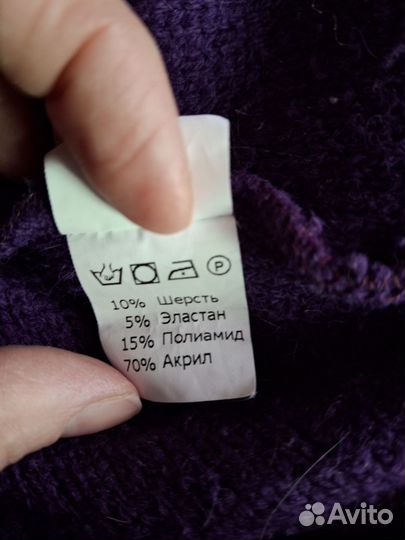 P
10% Шерсть
5% Эластан
15% Полиамид
70% Акрил
Avito